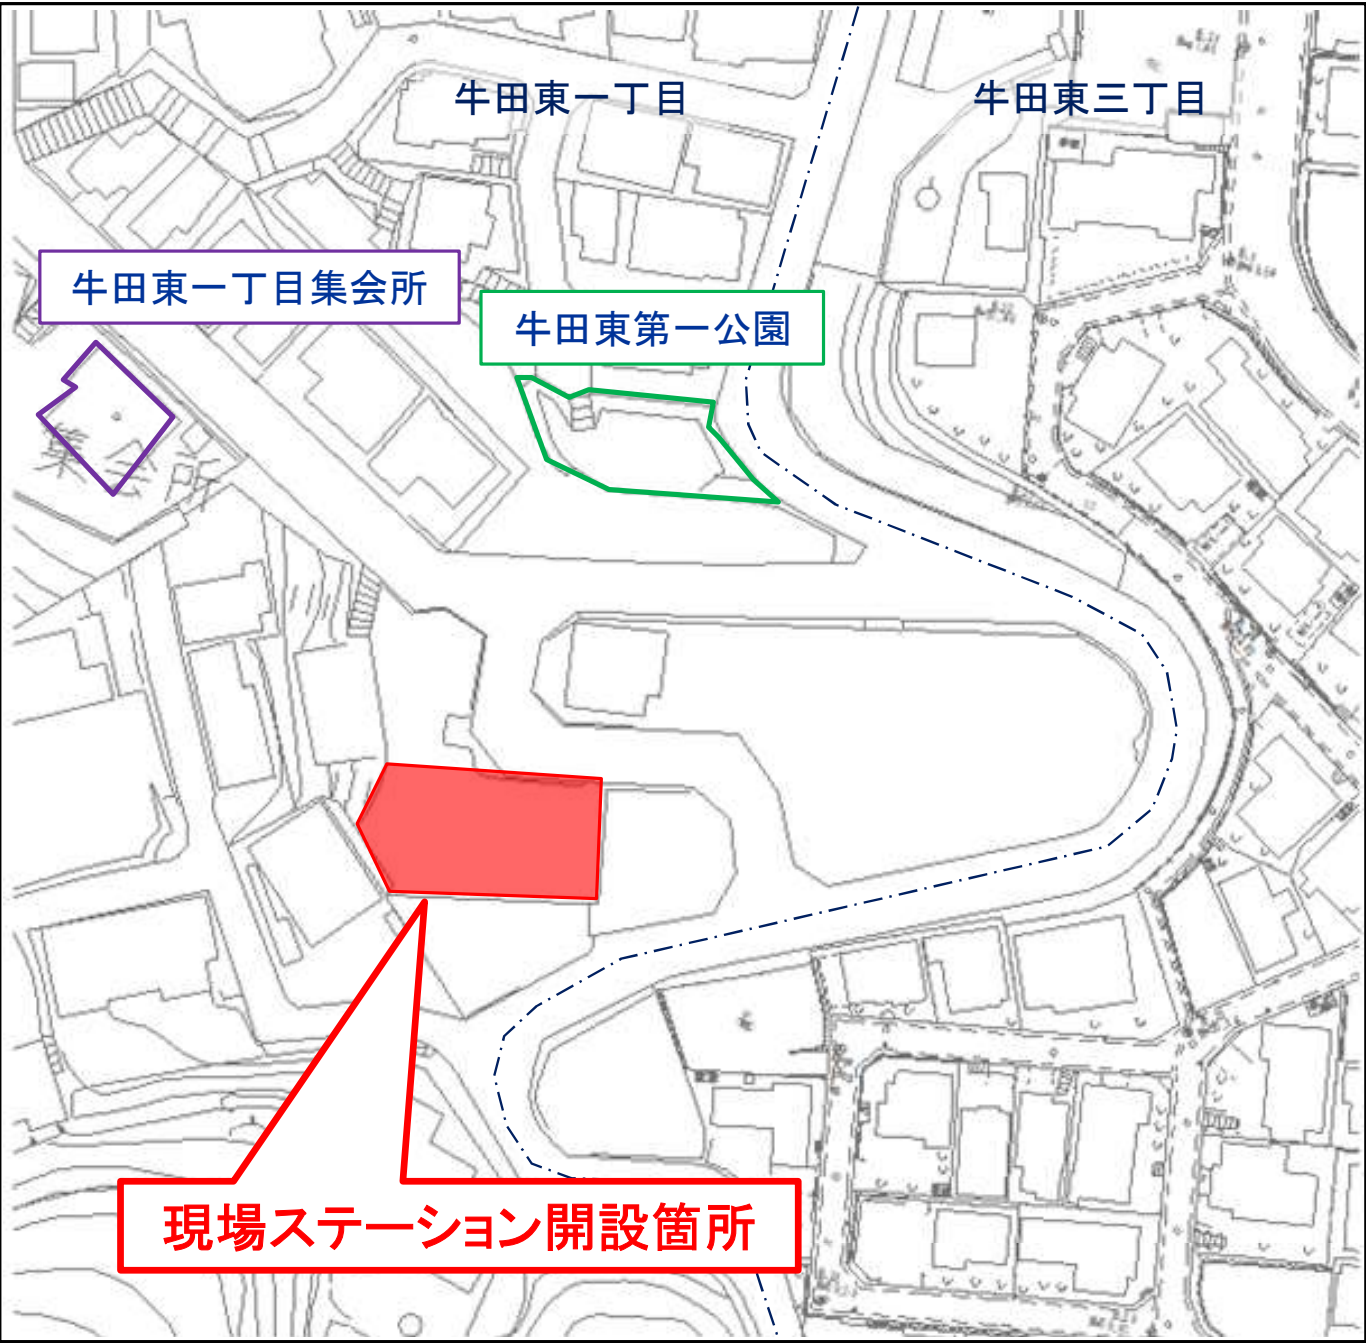 牛田東一丁目
牛田東三丁目
牛田東一丁目集会所
牛田東第一公園
現場ステーション開設箇所